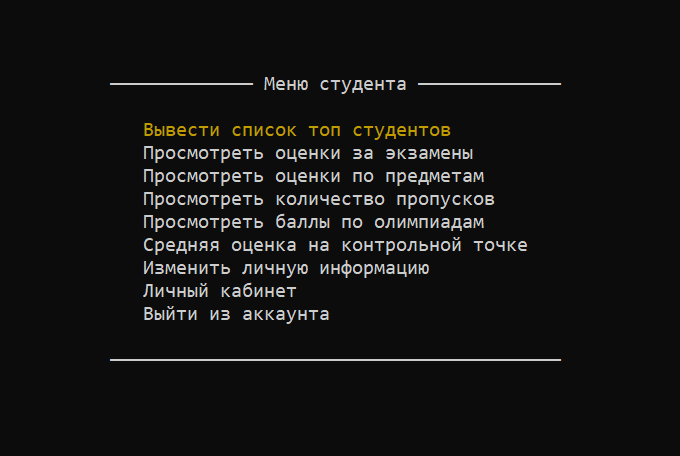 Меню студента
Вывести список топ студентов
Просмотреть оценки за экзамены
Просмотреть оценки по предметам
Просмотреть количество пропусков
Просмотреть баллы по олимпиадам
Средняя оценка на контрольной точке
Изменить личную информацию
Личный кабинет
Выйти из аккаунта